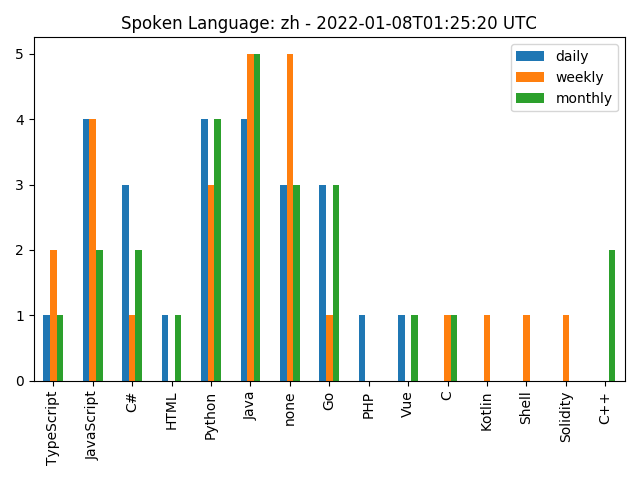 Spoken Language: zh - 2022-01-08T01:25:20 UTC
daily
weekly
monthly
5
4
3
2
1
0
TypeScript
JavaScript
C#
HTML
Python
Java
none
Go
PHP
Vue
C
Kotlin
Shell
Solidity
C++